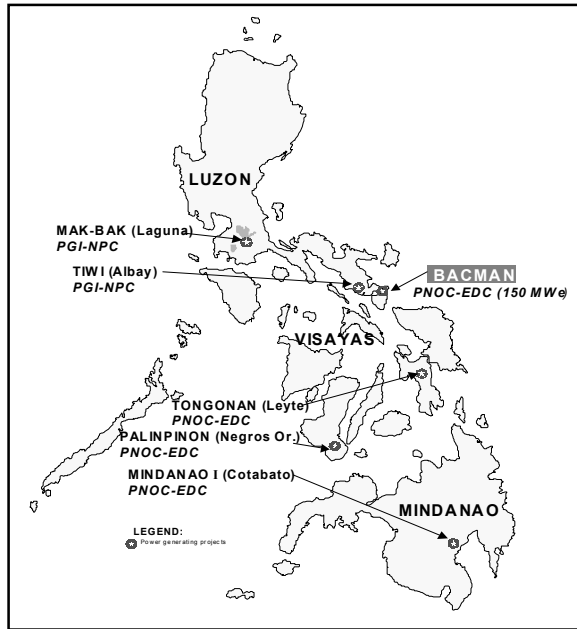 LUZON
MAK-BAK (Laguna)
PGI-NPC
TIWI (Albay)
PGI-NPC
BACMAN
PNOC-EDC (150 MWe)
VISAYAS
TONGONAN (Leyte)
PNOC-EDC
PALINPINON (Negros Or.)
PNOC-EDC
MINDANAO I (Cotabato)
PNOC-EDC
MINDANAO
LEGEND:
Power generating projects